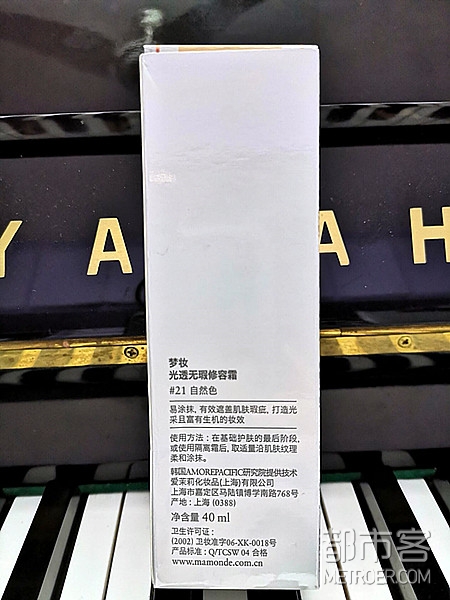 YA AH
梦妆
光透无瑕修容霜
#21 自然色
易涂抹, 有效遮盖肌肤瑕疵, 打造光
采且富有生机的妆效
使用方法：在基础护肤的最后阶段,
或使用隔离霜后, 取适量沿肌肤纹理
柔和涂抹。
韩国AMOREPACIFIC研究院提供技术
爱茉莉化妆品(上海)有限公司
上海市嘉定区马陆镇博学南路768号
产地: 上海 (0388)
净含量 40 ml
卫生许可证：
(2002) 卫妆准字06-XK-0018号
产品标准: Q/TCSW 04 合格
www.mamonde.com.cn
都市客
METROER.COM